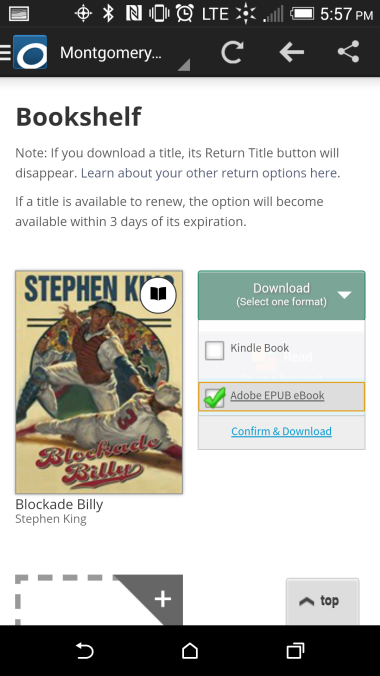 LTE 5:57 PM
Montgomery...
Bookshelf
Note: If you download a title, its Return Title button will
disappear. Learn about your other return options here.
If a title is available to renew, the option will become
available within 3 days of its expiration.
STEPHEN K
Blockade
Billy
Blockade Billy
Stephen King
Download
(Select one format)
Kindle Book
Read
Adobe EPUB eBook
Confirm & Download
+
top